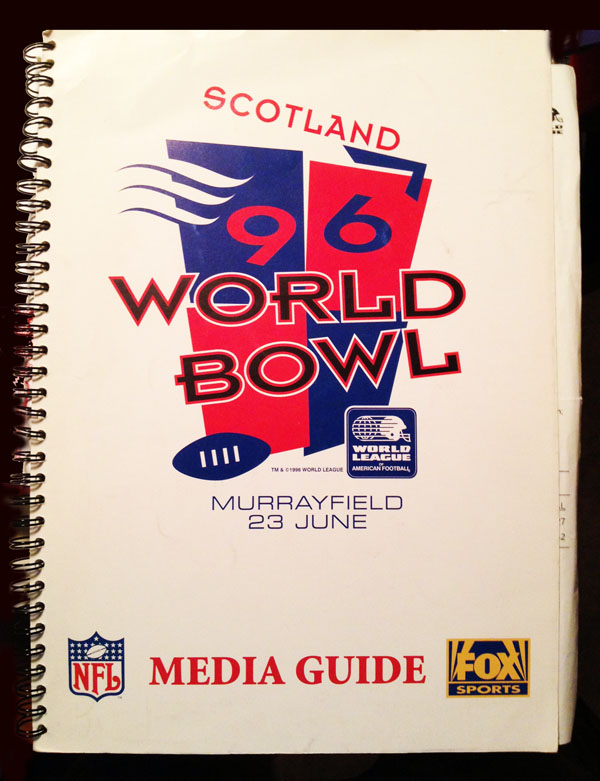 SCOTLAND
96
WORLD
BOWL
WORLD
LEAGUE
OF
AMERICAN FOOTBALL
TM & ©1996 WORLD LEAGUE
MURRAYFIELD
23 JUNE
NFL
MEDIA GUIDE
FOX
SPORTS